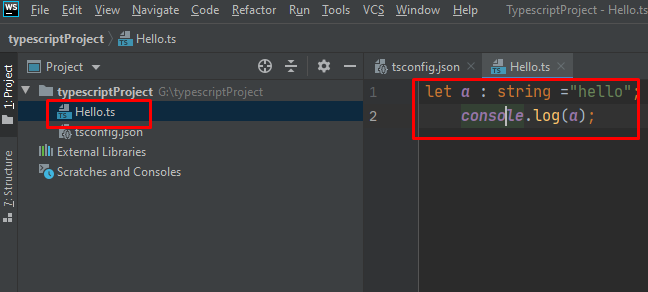 WS File Edit View Navigate Code Refactor Run Tools VCS Window Help TypescriptProject - Hello.ts
typescriptProject Hello.ts
1: Project
Project
tsconfig.json Hello.ts
typescriptProject G:\typescriptProject
Hello.ts
tsconfig.json
External Libraries
Scratches and Consoles
7: Structure
1 let a : string ="hello";
2 console.log(a);